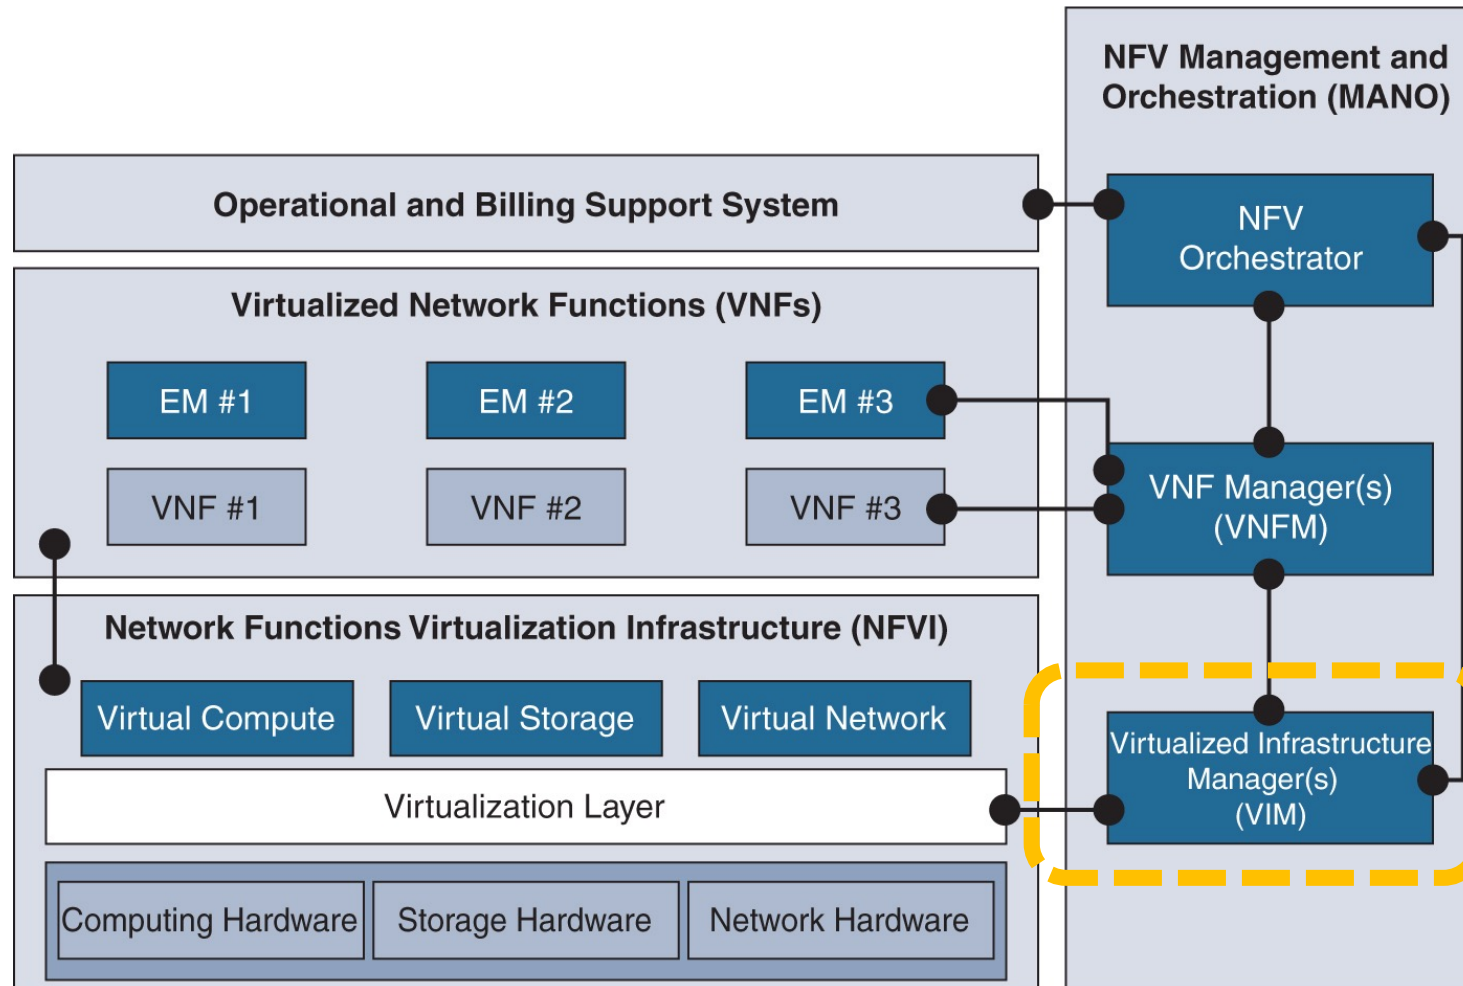 NFV Management and
Orchestration (MANO)
Operational and Billing Support System
NFV
Orchestrator
Virtualized Network Functions (VNFs)
EM #1
EM #2
EM #3
VNF #1
VNF #2
VNF #3
VNF Manager(s)
(VNFM)
Network Functions Virtualization Infrastructure (NFVI)
Virtual Compute
Virtual Storage
Virtual Network
Virtualized Infrastructure
Manager(s)
(VIM)
Virtualization Layer
Computing Hardware
Storage Hardware
Network Hardware